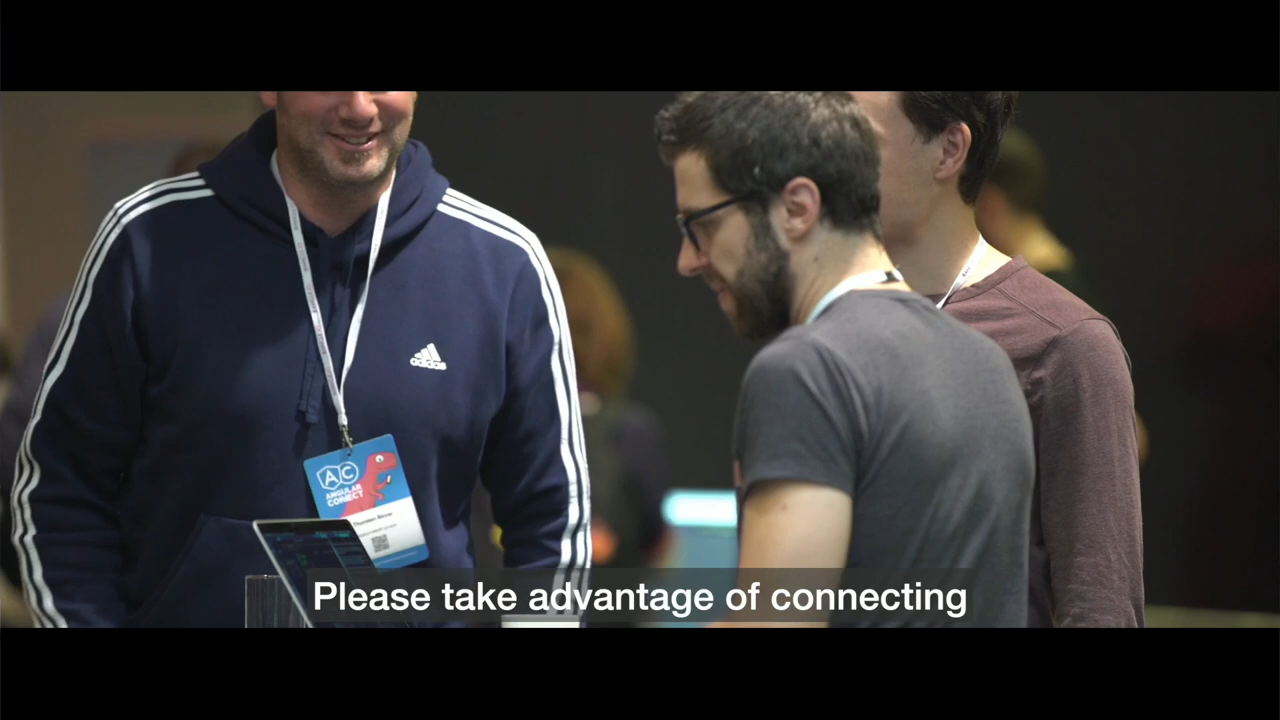 adidas
AC
ANGULAR
CONNECT
Please take advantage of connecting